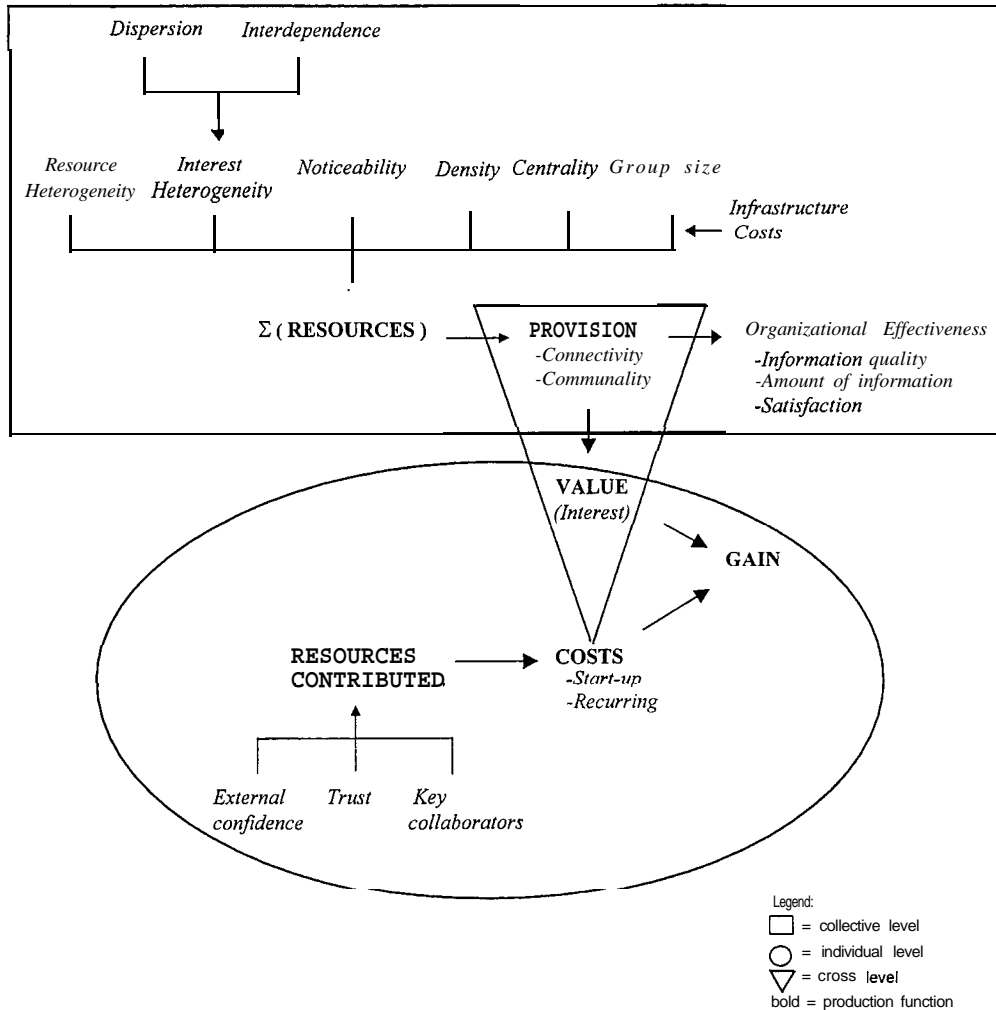 Dispersion Interdependence
Resource Heterogeneity
Interest Heterogeneity
Noticeability
Density
Centrality
Group size
Infrastructure Costs
Σ ( RESOURCES )
PROVISION
-Connectivity
-Communality
Organizational Effectiveness
-Information quality
-Amount of information
-Satisfaction
VALUE
(Interest)
GAIN
RESOURCES
CONTRIBUTED
COSTS
-Start-up
-Recurring
External
confidence
Trust
Key
collaborators
Legend:
= collective level
= individual level
= cross level
bold = production function